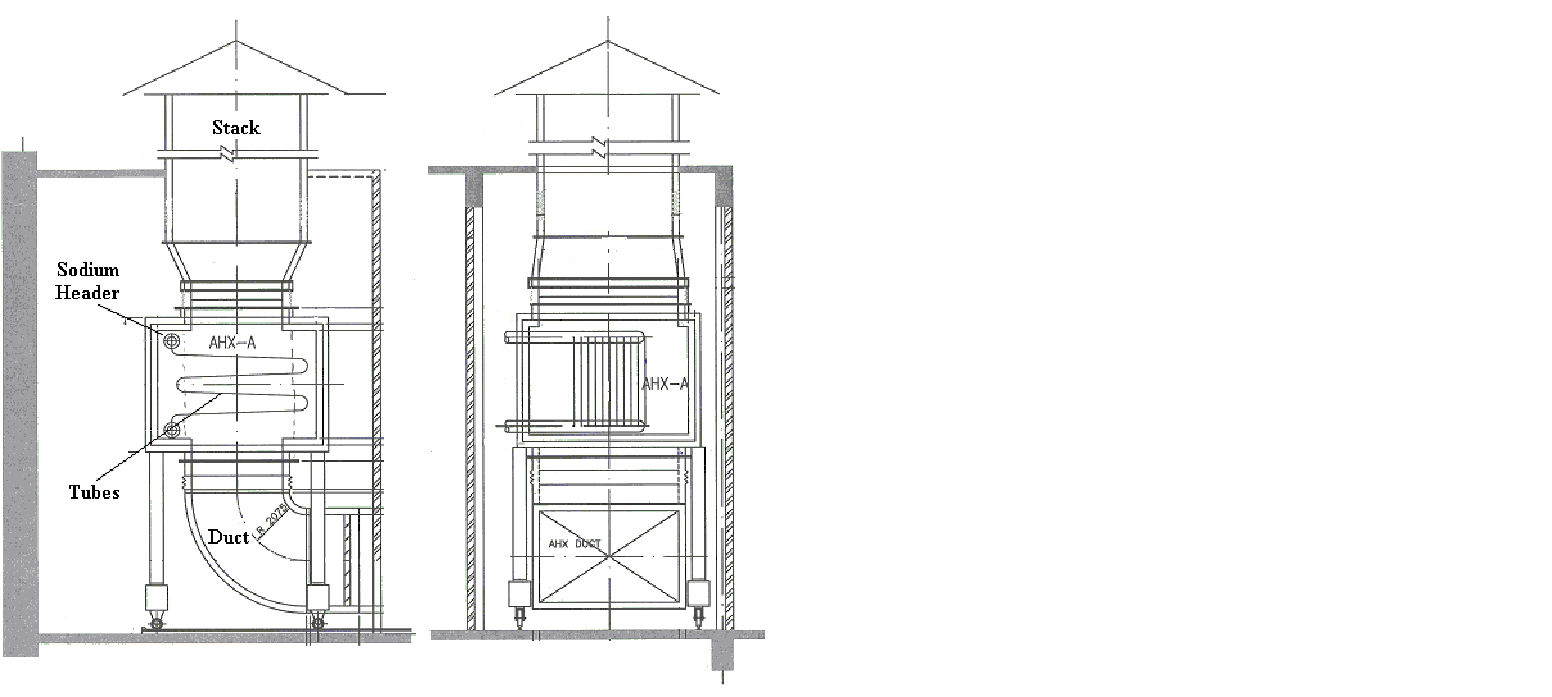 Stack
Sodium
Header
AHX-A
AHX-A
Tubes
Duct
AHX DUCT